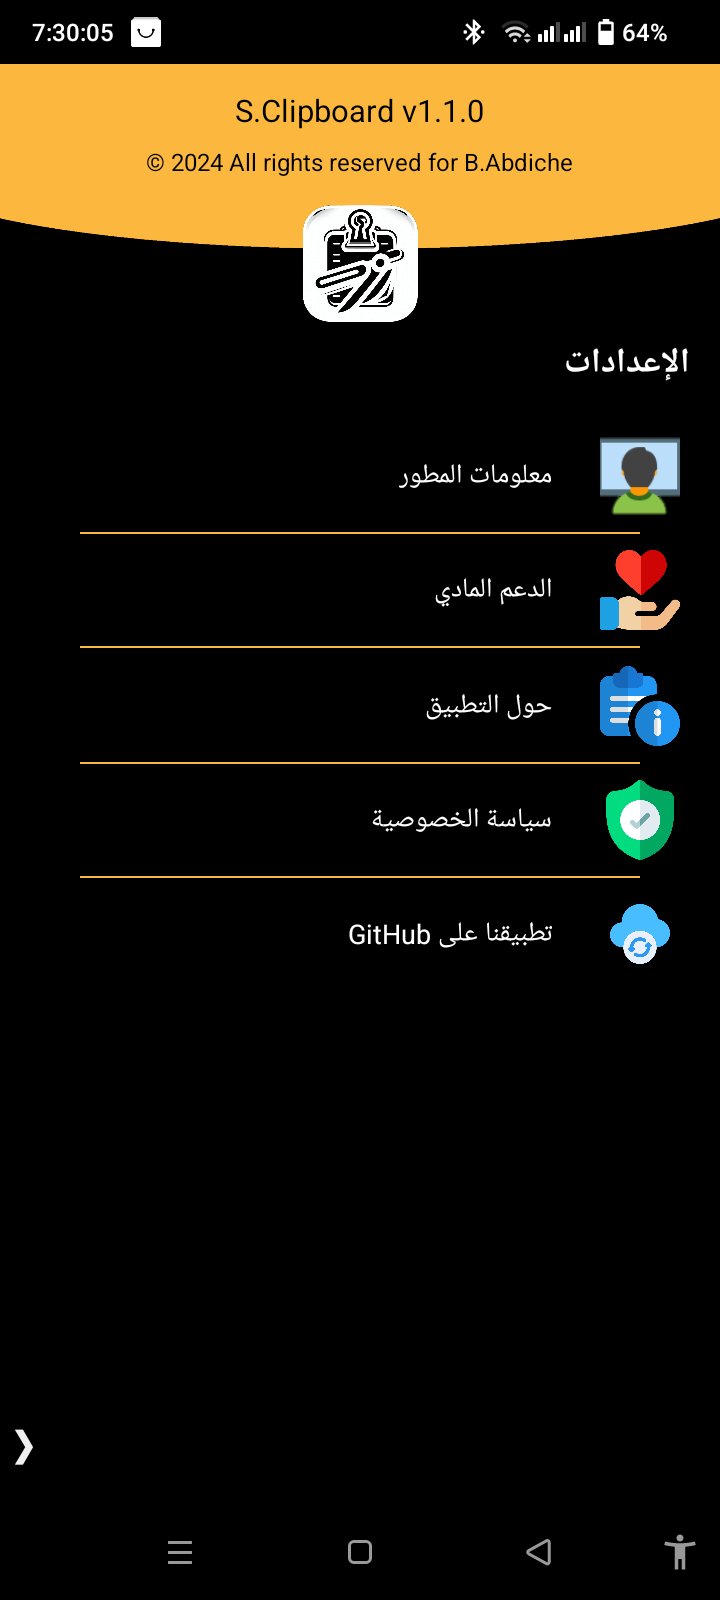 7:30:05
64%
S.Clipboard v1.1.0
© 2024 All rights reserved for B.Abdiche
الإعدادات
معلومات المطور
الدعم المادي
حول التطبيق
سياسة الخصوصية
تطبيقنا على GitHub